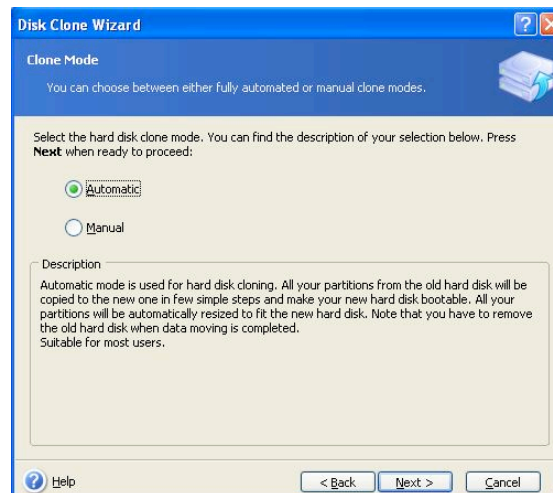 Disk Clone Wizard
Clone Mode
You can choose between either fully automated or manual clone modes.
Select the hard disk clone mode. You can find the description of your selection below. Press
Next when ready to proceed:
Automatic
Manual
Description
Automatic mode is used for hard disk cloning. All your partitions from the old hard disk will be
copied to the new one in few simple steps and make your new hard disk bootable. All your
partitions will be automatically resized to fit the new hard disk. Note that you have to remove
the old hard disk when data moving is completed.
Suitable for most users.
Help
< Back
Next >
Cancel